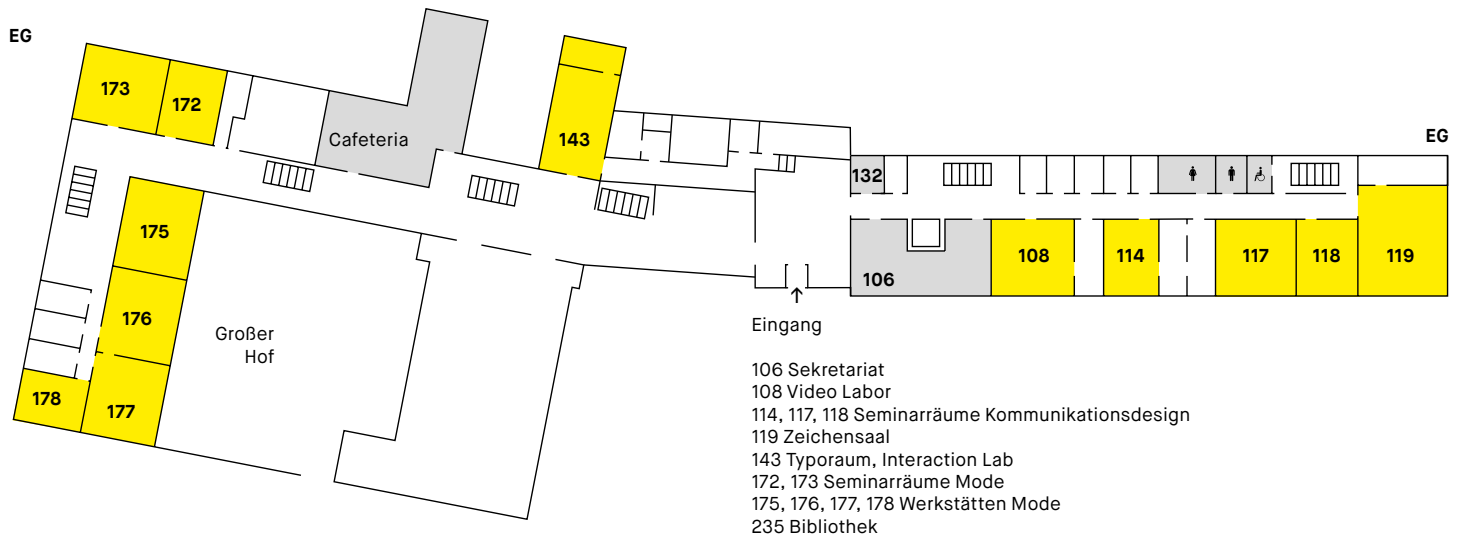 EG
EG
173
172
Cafeteria
143
132
175
108
114
117
118
119
106
176
Großer
Hof
178
177
Eingang
106 Sekretariat
108 Video Labor
114, 117, 118 Seminarräume Kommunikationsdesign
119 Zeichensaal
143 Typoraum, Interaction Lab
172, 173 Seminarräume Mode
175, 176, 177, 178 Werkstätten Mode
235 Bibliothek